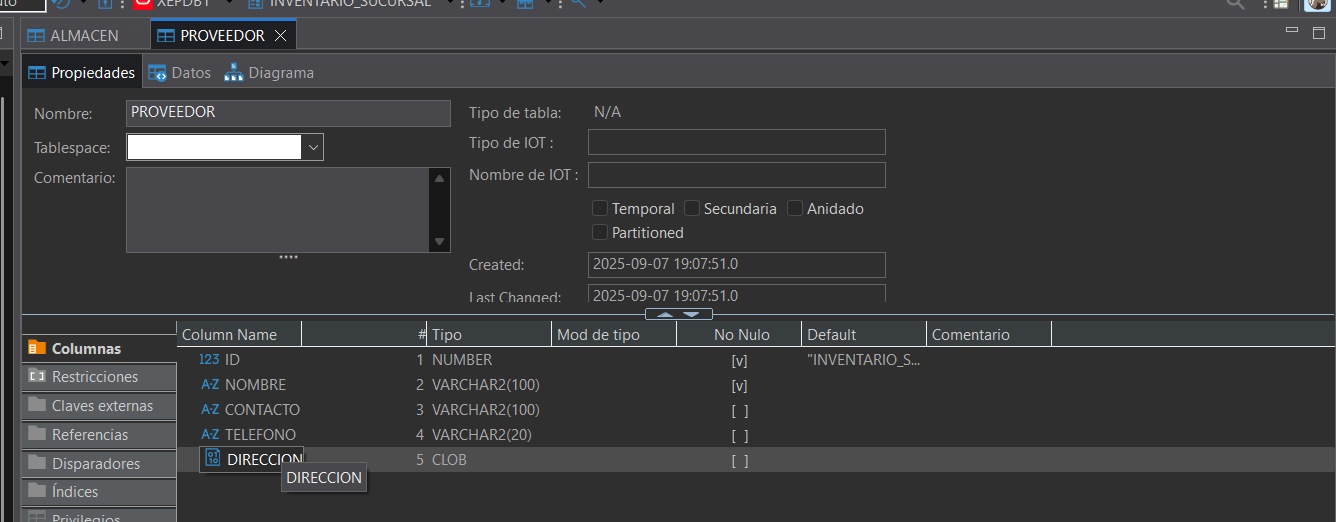 XEPDB1 INVENTARIO_SUCURSAL
ALMACEN PROVEEDOR
Propiedades Datos Diagrama
Nombre: PROVEEDOR
Tablespace:
Comentario:
Tipo de tabla: N/A
Tipo de IOT :
Nombre de IOT :
Temporal Secundaria Anidado
Partitioned
Created: 2025-09-07 19:07:51.0
Last Changed: 2025-09-07 19:07:51.0
Columnas
Restricciones
Claves externas
Referencias
Disparadores
Índices
Privilegios
Column Name # Tipo Mod de tipo No Nulo Default Comentario
123 ID 1 NUMBER [v] "INVENTARIO_S...
A-Z NOMBRE 2 VARCHAR2(100) [v]
A-Z CONTACTO 3 VARCHAR2(100) [ ]
A-Z TELEFONO 4 VARCHAR2(20) [ ]
DIRECCION 5 CLOB [ ]
DIRECCION